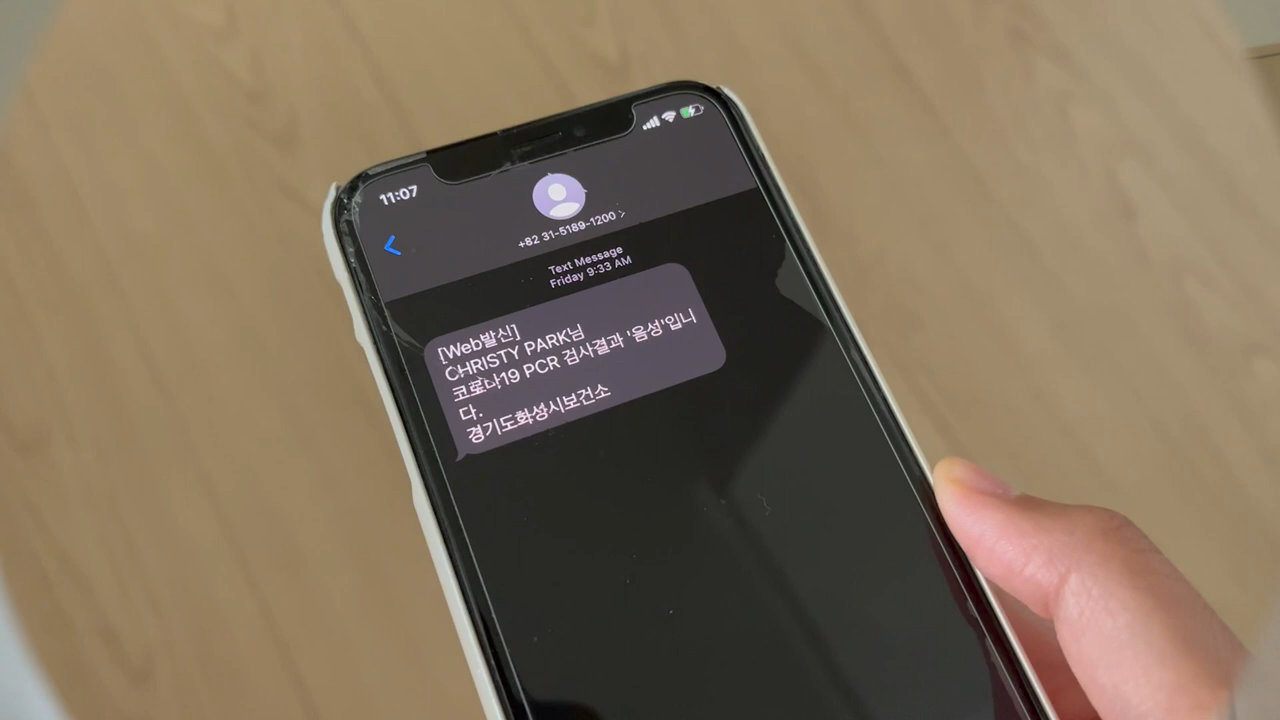 11:07
+82 31-5189-1200 >
Text Message
Friday 9:33 AM
[Web발신]
CHRISTY PARK님
코로나19 PCR 검사결과 '음성'입니
다.
경기도화성시보건소